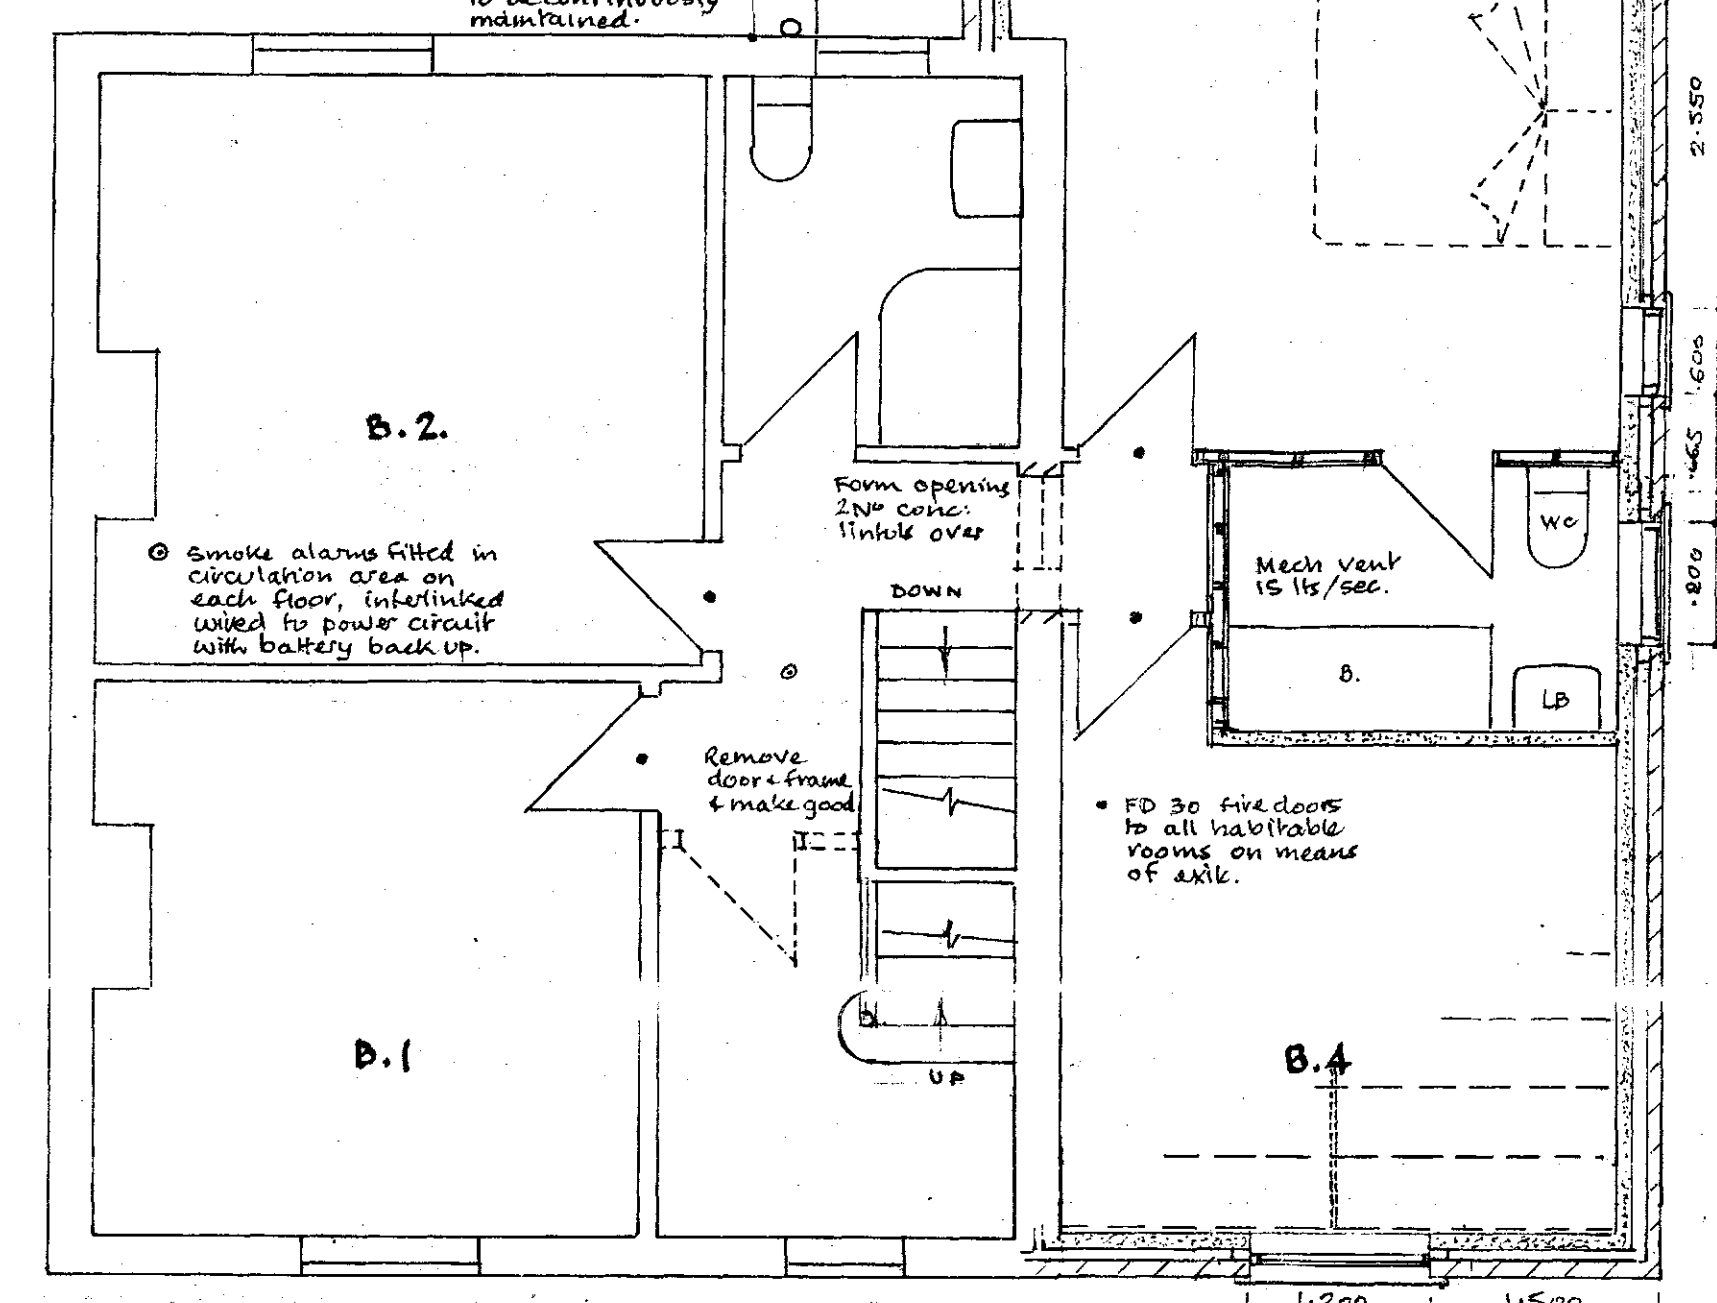 maintained.
2.550
600
B.2.
465
Form opening
2No conc:
lintols over
WC
Smoke alarms fitted in
circulation area on
each floor, interlinked
wired to power circuit
with battery back up.
Mech vent
15 lts/sec.
.800
DOWN
B.
LB
Remove
door & frame
& make good
• FD 30 fire doors
to all habitable
rooms on means
of exik.
B.1
B.4
UP